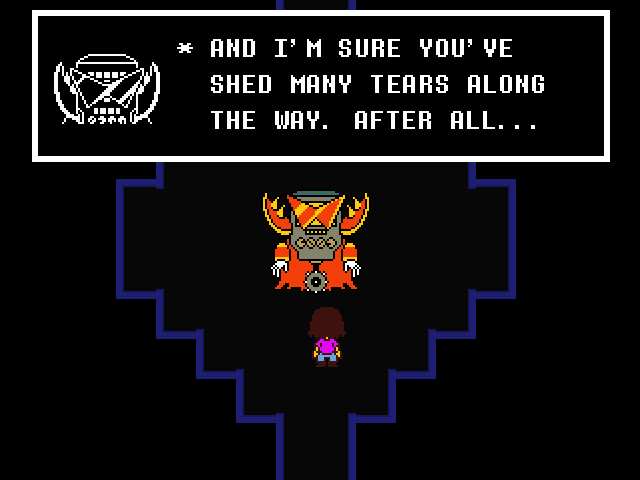 * AND I'M SURE YOU'VE
SHED MANY TEARS ALONG
THE WAY. AFTER ALL...